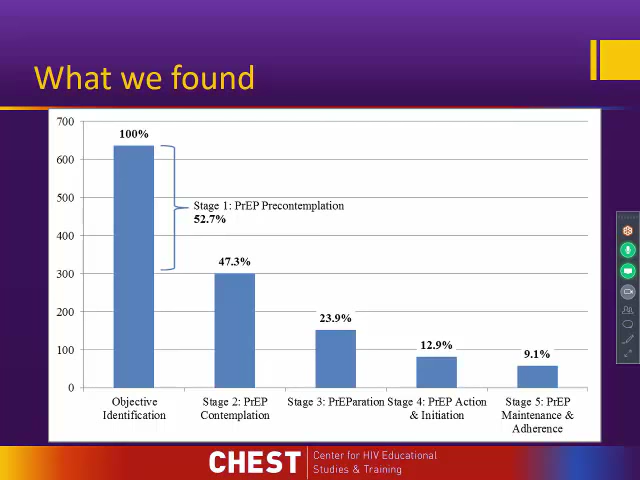 What we found
700
600
500
400
300
200
100
0
100%
Stage 1: PrEP Precontemplation
52.7%
47.3%
23.9%
12.9%
9.1%
Objective
Identification
Stage 2: PrEP
Contemplation
Stage 3: PrEParation
Stage 4: PrEP Action
& Initiation
Stage 5: PrEP
Maintenance &
Adherence
CHEST
Center for HIV Educational
Studies & Training